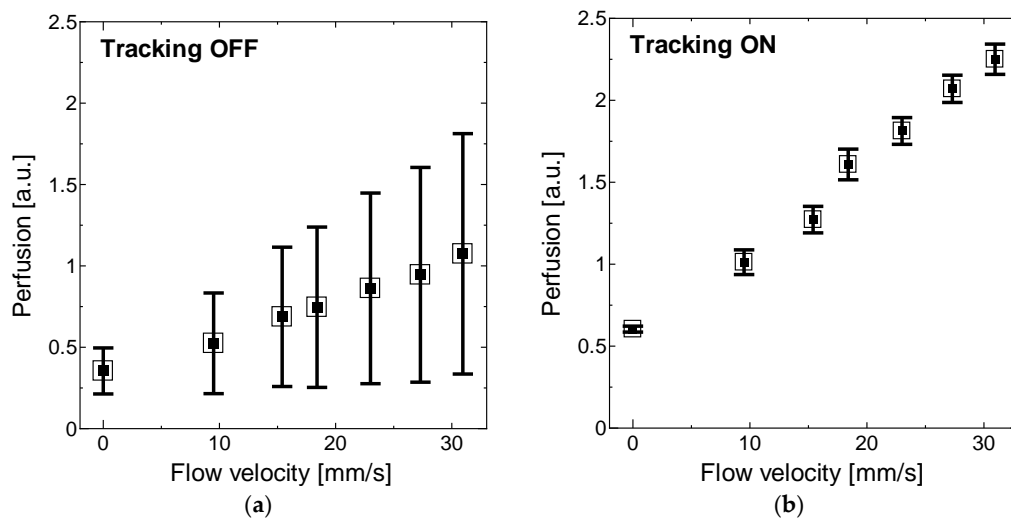 Tracking OFF
2.5
2
1.5
1
0.5
0
Perfusion [a.u.]
0 10 20 30
Flow velocity [mm/s]
(a)
Tracking ON
2.5
2
1.5
1
0.5
0
Perfusion [a.u.]
0 10 20 30
Flow velocity [mm/s]
(b)